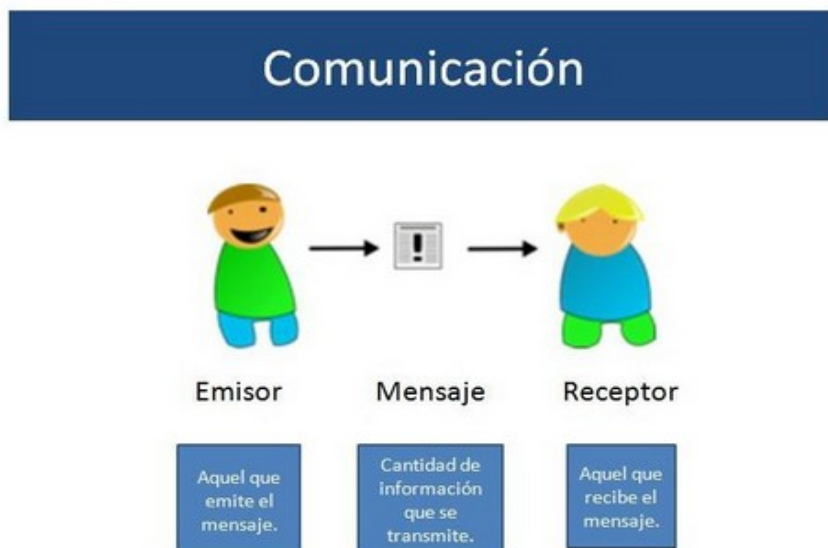 Comunicación
Emisor
Mensaje
Receptor
Aquel que
emite el
mensaje.
Cantidad de
información
que se
transmite.
Aquel que
recibe el
mensaje.